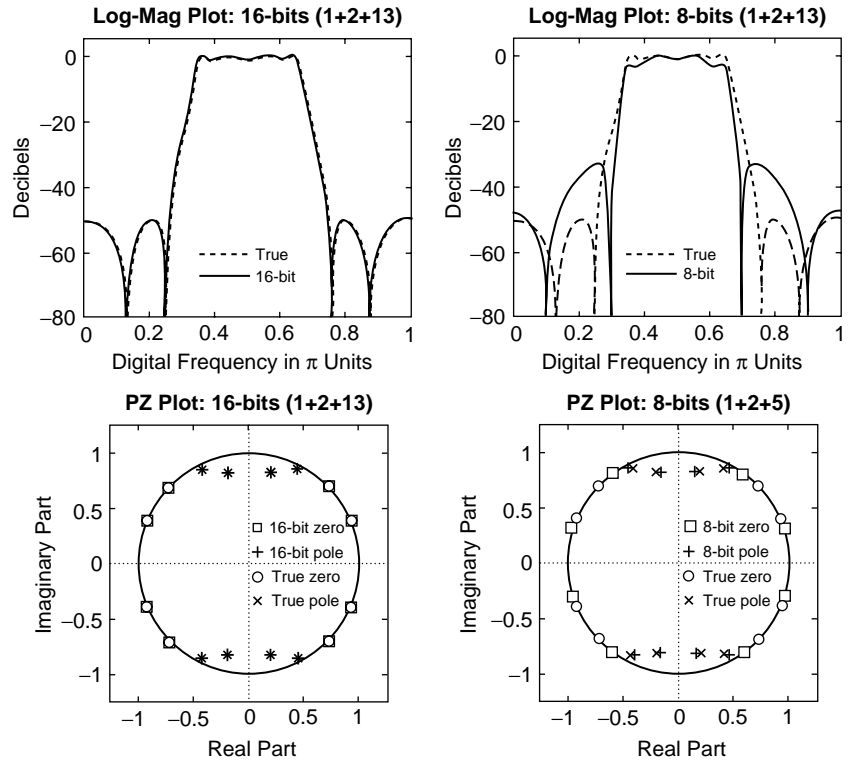 Log-Mag Plot: 16-bits (1+2+13)
0
−20
−40
−60
−80
Decibels
True
16-bit
0 0.2 0.4 0.6 0.8 1
Digital Frequency in π Units
Log-Mag Plot: 8-bits (1+2+13)
0
−20
−40
−60
−80
Decibels
True
8-bit
0 0.2 0.4 0.6 0.8 1
Digital Frequency in π Units
PZ Plot: 16-bits (1+2+13)
1
0.5
0
−0.5
−1
Imaginary Part
16-bit zero
16-bit pole
True zero
True pole
−1 −0.5 0 0.5 1
Real Part
PZ Plot: 8-bits (1+2+5)
1
0.5
0
−0.5
−1
Imaginary Part
8-bit zero
8-bit pole
True zero
True pole
−1 −0.5 0 0.5 1
Real Part